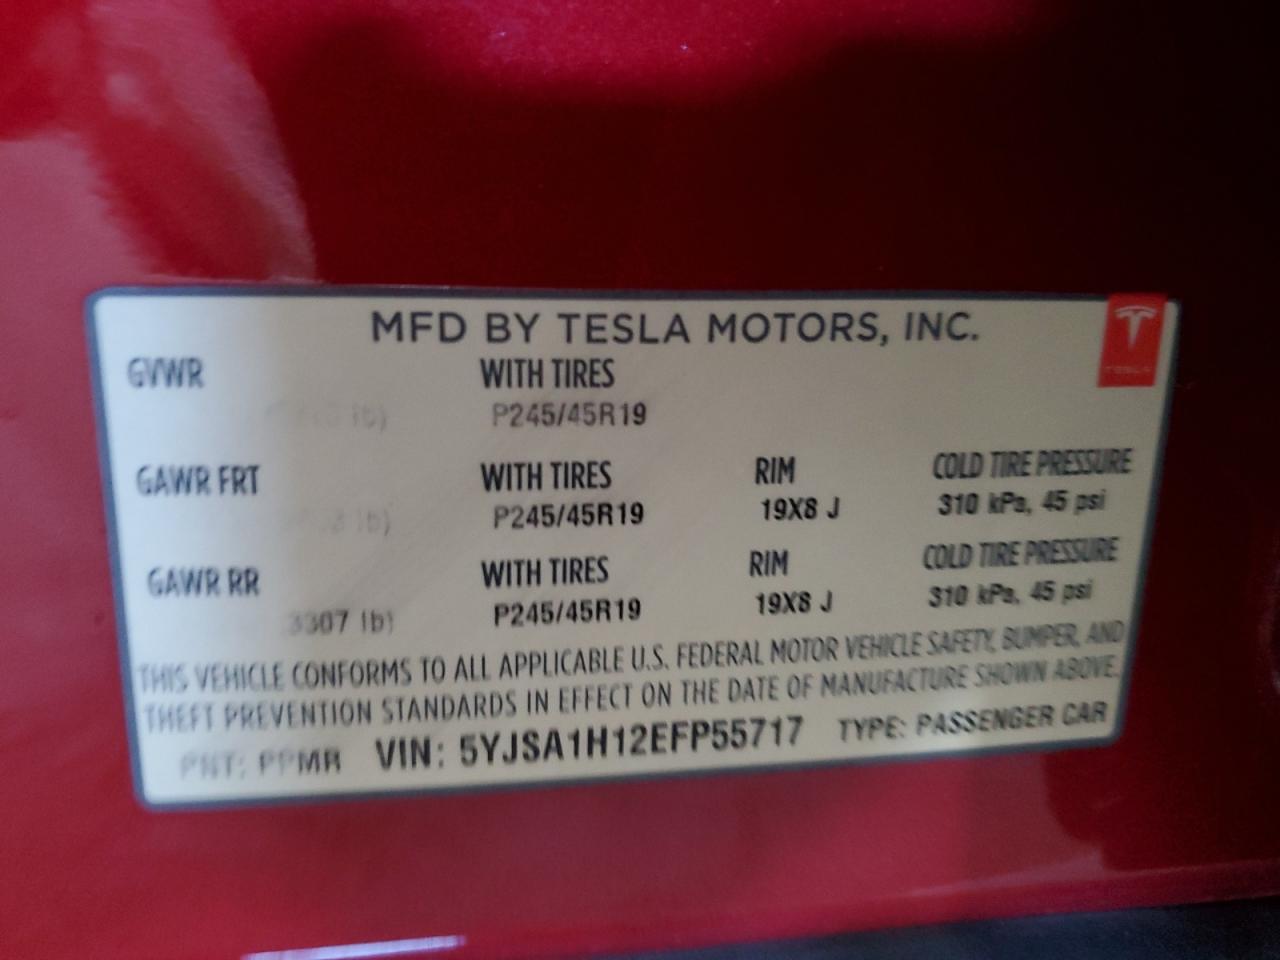 MFD BY TESLA MOTORS, INC.
TESLA
GVWR WITH TIRES
lb) P245/45R19
GAWR FRT WITH TIRES RIM COLD TIRE PRESSURE
lb) P245/45R19 19X8 J 310 kPa, 45 psi
GAWR RR WITH TIRES RIM COLD TIRE PRESSURE
3307 lb) P245/45R19 19X8 J 310 kPa, 45 psi
THIS VEHICLE CONFORMS TO ALL APPLICABLE U.S. FEDERAL MOTOR VEHICLE SAFETY, BUMPER, AND
THEFT PREVENTION STANDARDS IN EFFECT ON THE DATE OF MANUFACTURE SHOWN ABOVE.
PNT: PPMR VIN: 5YJSA1H12EFP55717 TYPE: PASSENGER CAR